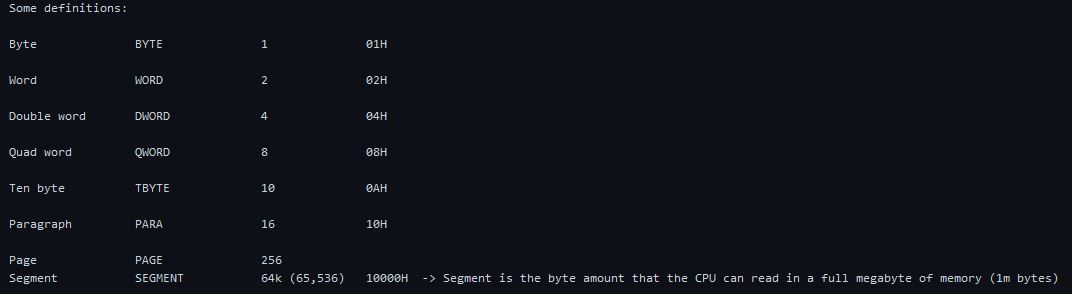 Some definitions:
Byte BYTE 1 01H
Word WORD 2 02H
Double word DWORD 4 04H
Quad word QWORD 8 08H
Ten byte TBYTE 10 0AH
Paragraph PARA 16 10H
Page PAGE 256
Segment SEGMENT 64k (65,536) 10000H -> Segment is the byte amount that the CPU can read in a full megabyte of memory (1m bytes)